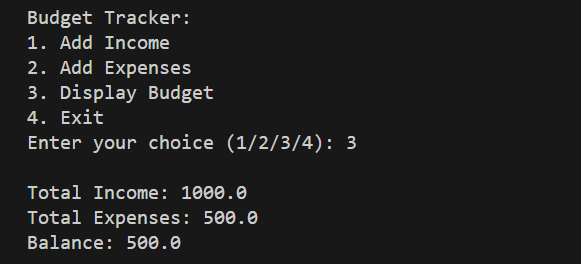 Budget Tracker:
1. Add Income
2. Add Expenses
3. Display Budget
4. Exit
Enter your choice (1/2/3/4): 3
Total Income: 1000.0
Total Expenses: 500.0
Balance: 500.0